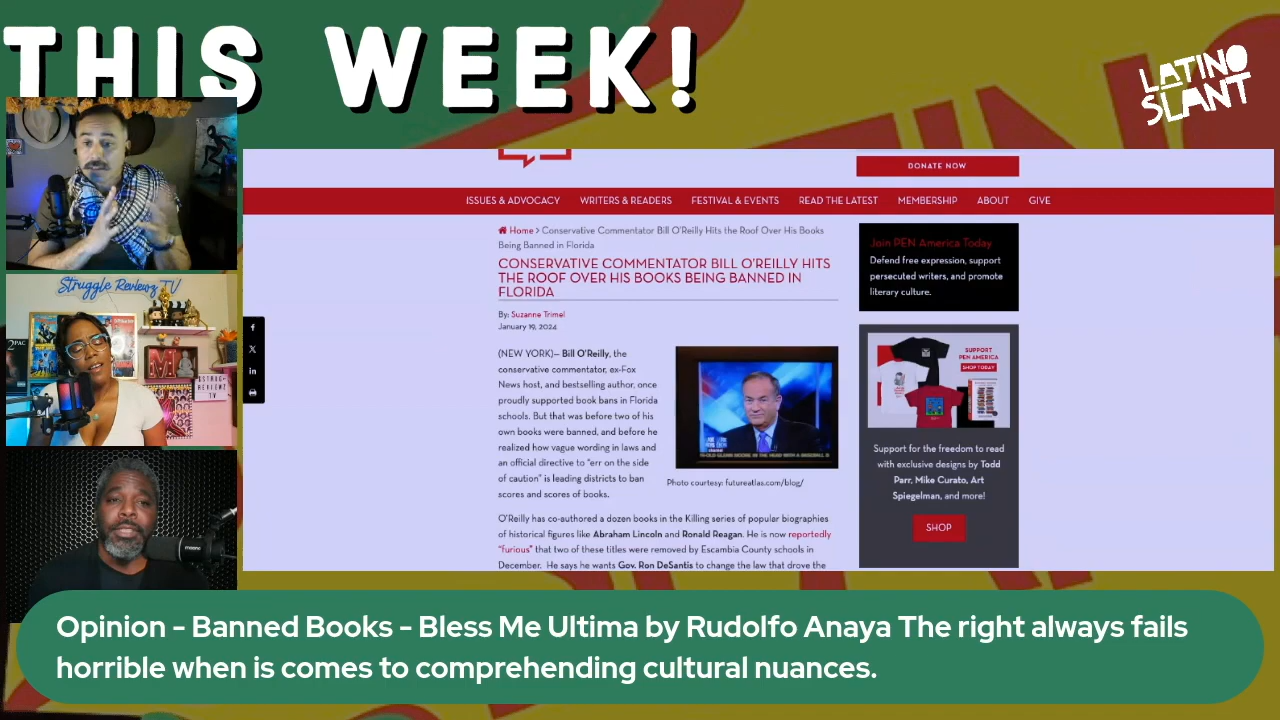 THIS WEEK!
LATINO
SLANT
Struggle Reviewz TV
2PAC
DONATE NOW
ISSUES & ADVOCACY WRITERS & READERS FESTIVAL & EVENTS READ THE LATEST MEMBERSHIP ABOUT GIVE
Home > Conservative Commentator Bill O'Reilly Hits the Roof Over His Books
Being Banned in Florida
CONSERVATIVE COMMENTATOR BILL O'REILLY HITS
THE ROOF OVER HIS BOOKS BEING BANNED IN
FLORIDA
By: Suzanne Trimel
January 19, 2024
(NEW YORK)— Bill O'Reilly, the
conservative commentator, ex-Fox
News host, and bestselling author, once
proudly supported book bans in Florida
schools. But that was before two of his
own books were banned, and before he
realized how vague wording in laws and
an official directive to "err on the side
of caution" is leading districts to ban
scores and scores of books.
Photo courtesy: futureatlas.com/blog/
O'Reilly has co-authored a dozen books in the Killing series of popular biographies
of historical figures like Abraham Lincoln and Ronald Reagan. He is now reportedly
"furious" that two of these titles were removed by Escambia County schools in
December. He says he wants Gov. Ron DeSantis to change the law that drove the
Join PEN America Today
Defend free expression, support
persecuted writers, and promote
literary culture.
SUPPORT
PEN AMERICA
SHOP TODAY
Support for the freedom to read
with exclusive designs by Todd
Parr, Mike Curato, Art
Spiegelman, and more!
SHOP
Opinion - Banned Books - Bless Me Ultima by Rudolfo Anaya The right always fails
horrible when is comes to comprehending cultural nuances.